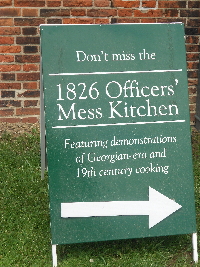 Don't miss the
1826 Officers'
Mess Kitchen
Featuring demonstrations
of Georgian-era and
19th century cooking